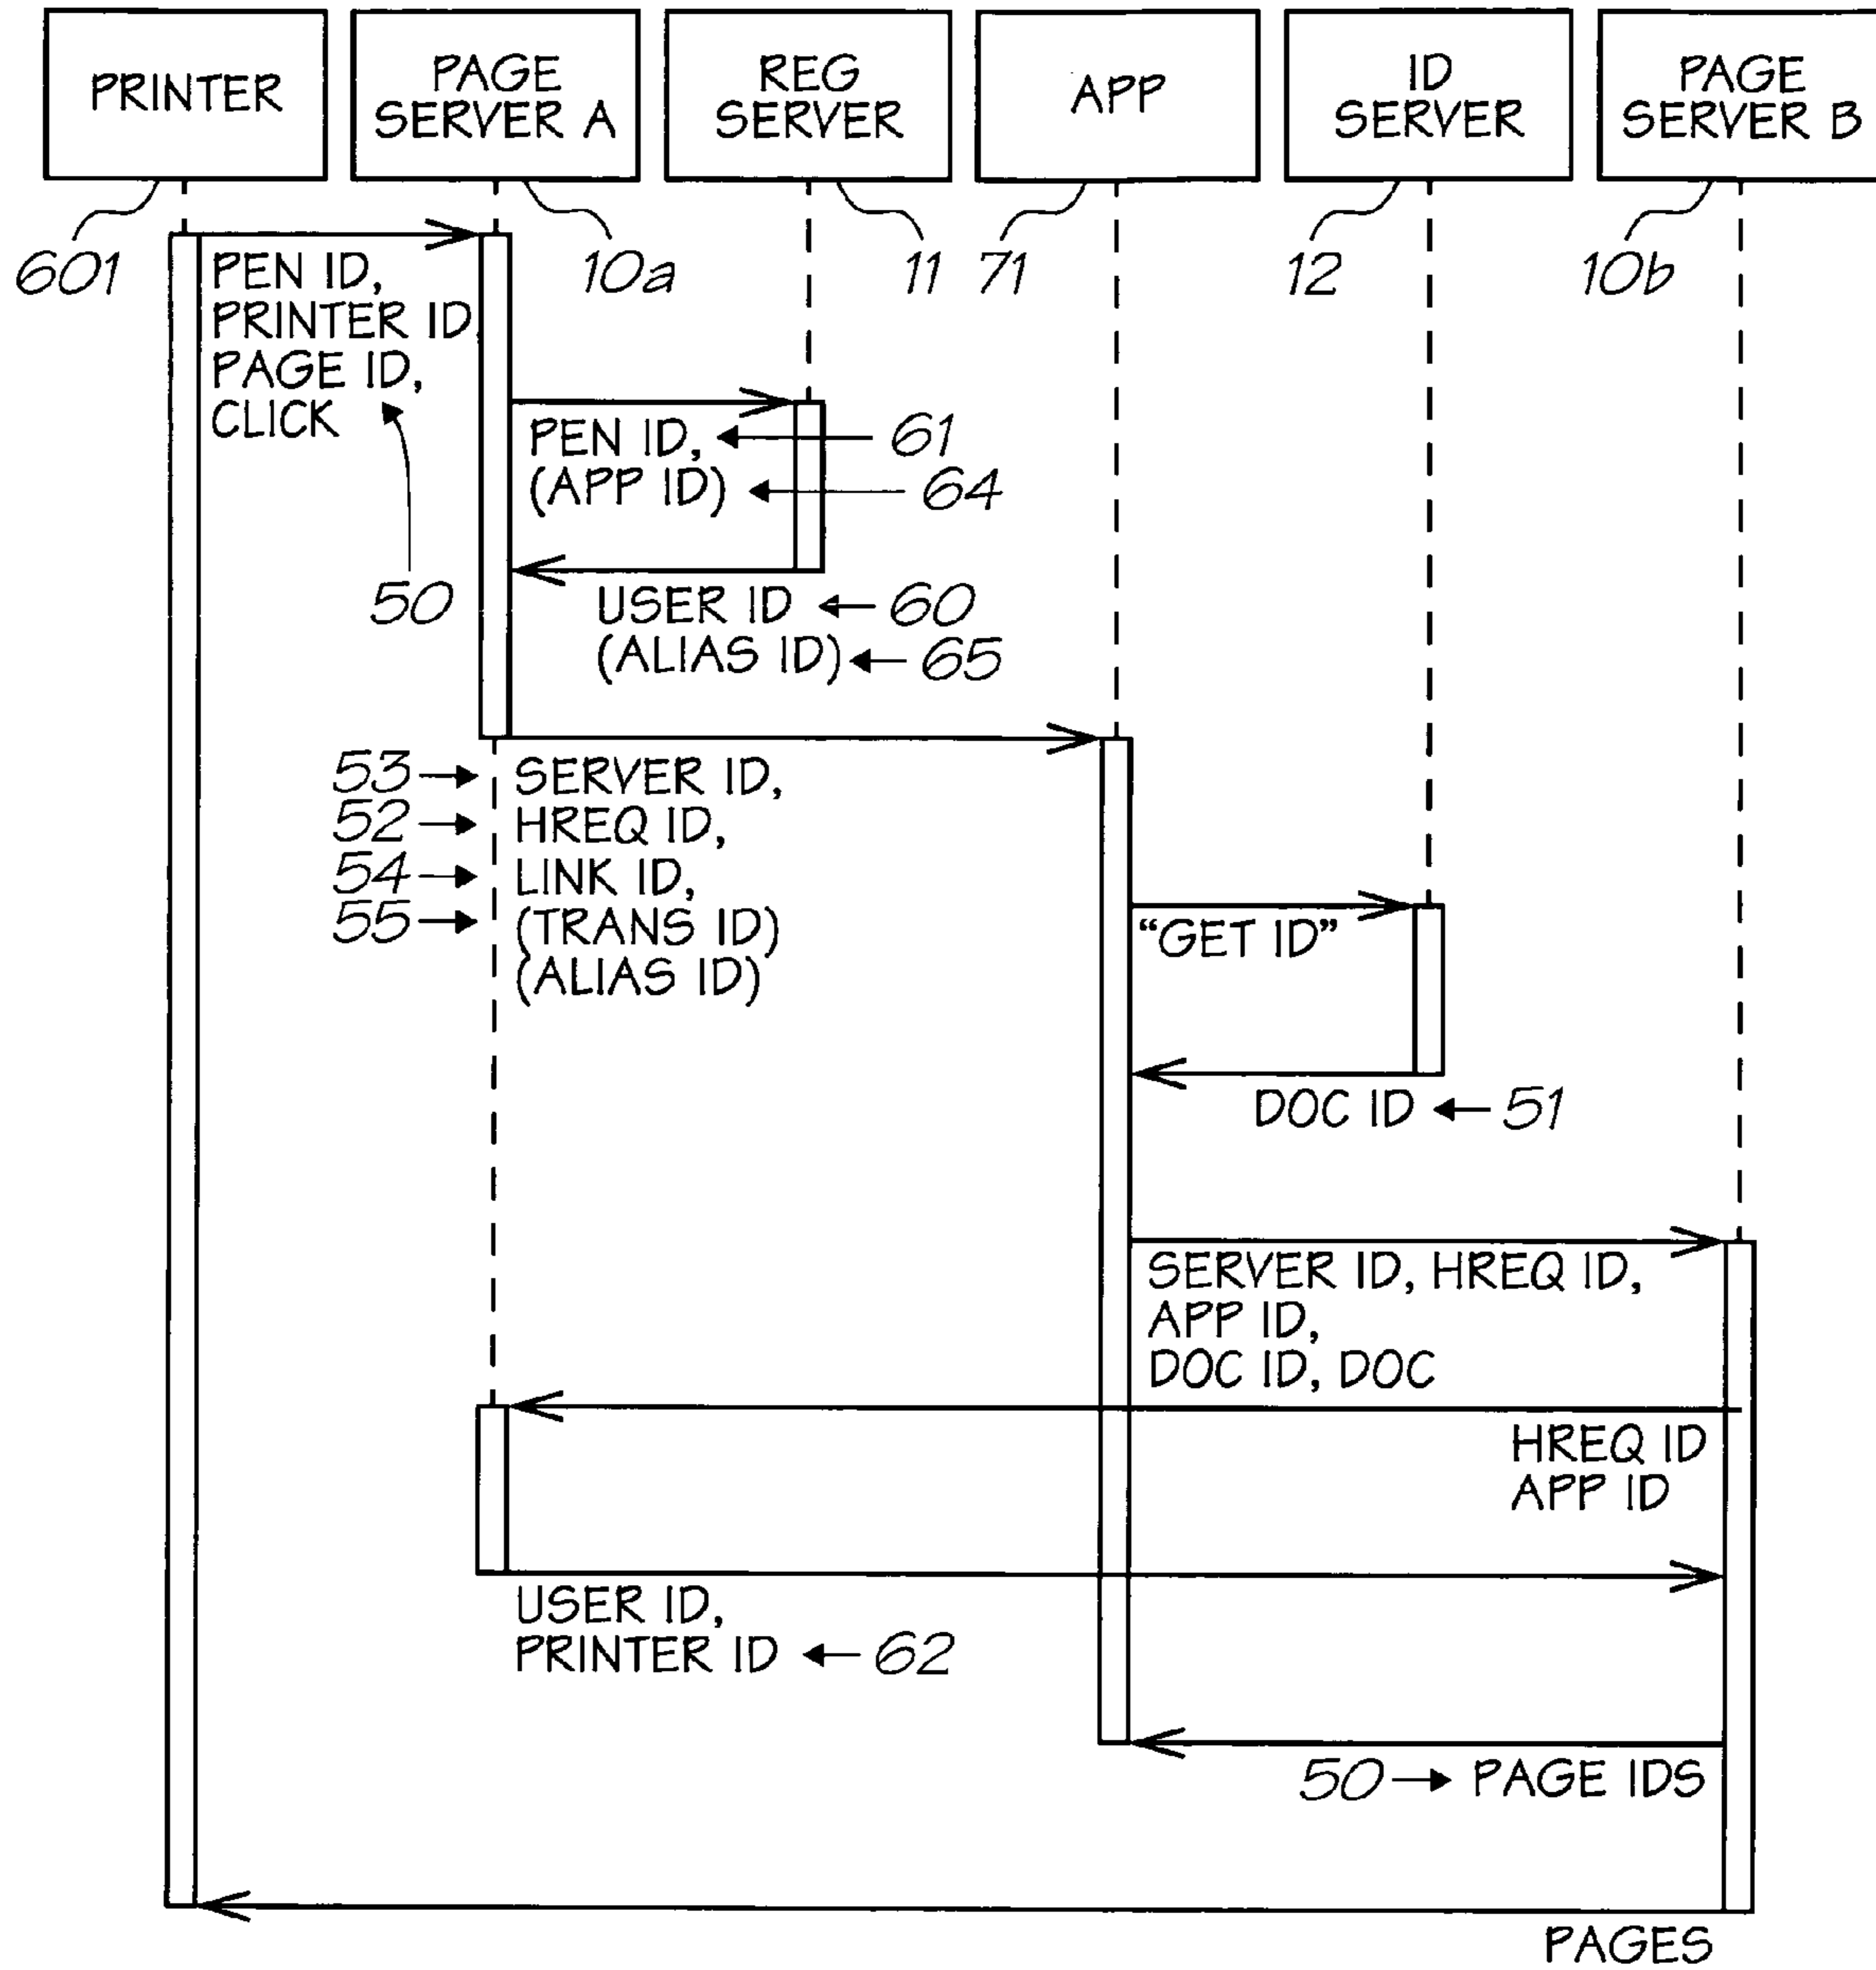 PRINTER
PAGE
SERVER A
REG
SERVER
APP
ID
SERVER
PAGE
SERVER B
601
10a
11
71
12
10b
PEN ID,
PRINTER ID
PAGE ID,
CLICK
50
PEN ID,
61
(APP ID)
64
USER ID
60
(ALIAS ID)
65
53
SERVER ID,
52
HREQ ID,
54
LINK ID,
55
(TRANS ID)
(ALIAS ID)
“GET ID”
DOC ID
51
SERVER ID, HREQ ID,
APP ID,
DOC ID, DOC
HREQ ID
APP ID
USER ID,
PRINTER ID
62
50
PAGE IDS
PAGES